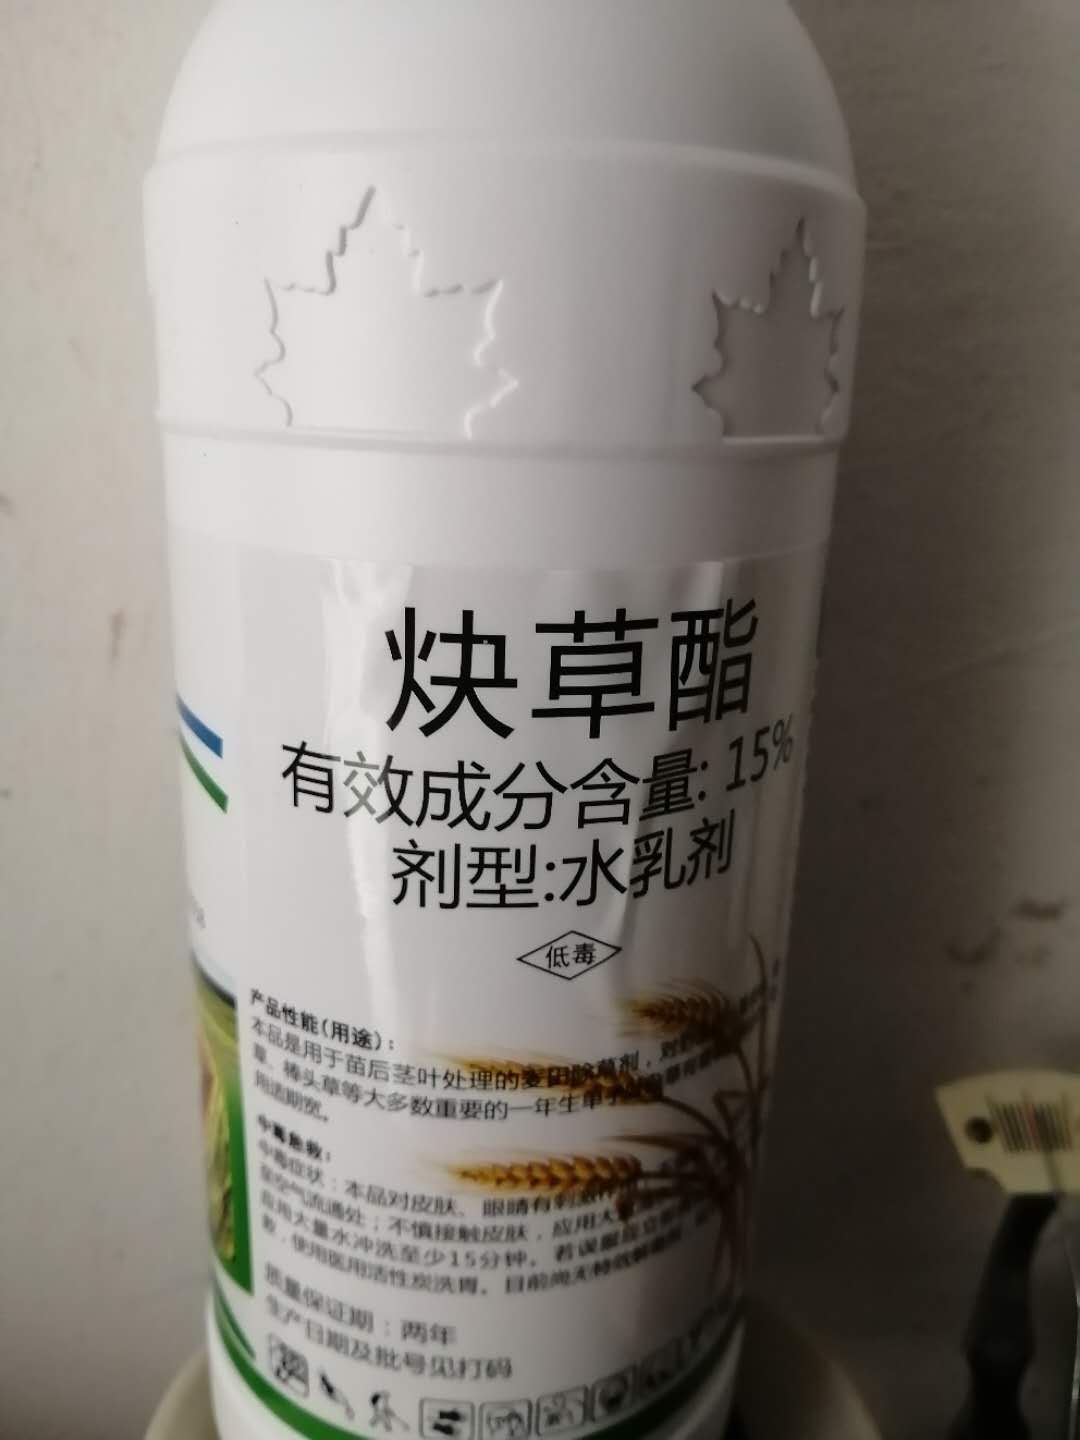 炔草酯
有效成分含量: 15%
剂型:水乳剂
低毒
产品性能(用途):
本品是用于苗后茎叶处理的麦田除草剂，对
草、棒头草等大多数重要的一年生单子
用适期宽。
中毒急救:
中毒症状:本品对皮肤、眼睛有刺激
至空气流通处;不慎接触皮肤，应用大
应用大量水冲洗至少15分钟。若误服应立即
救，使用医用活性炭洗胃。目前尚无特效解毒
质量保证期:两年
生产日期及批号见打码